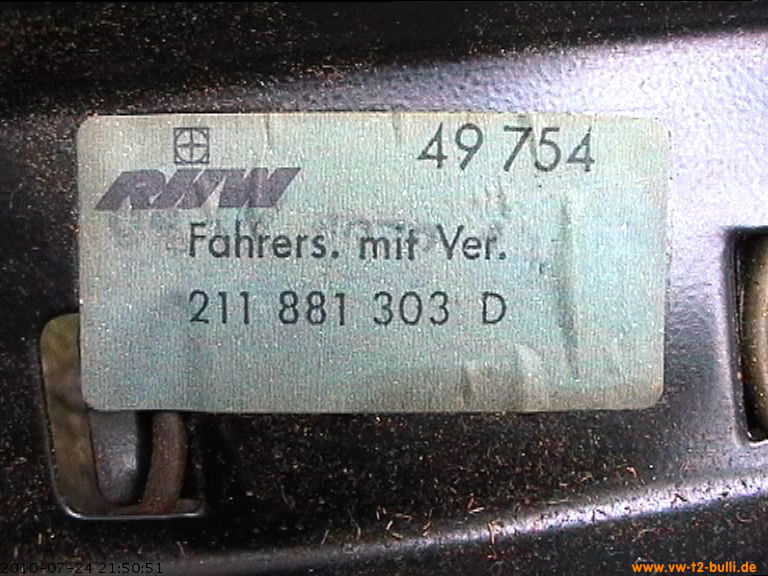 49 754
RKW
Fahrers. mit Ver.
211 881 303 D
2010-07-24 21:50:51
www.vw-t2-bulli.de